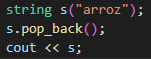 string s("arroz");
s.pop_back();
cout << s;